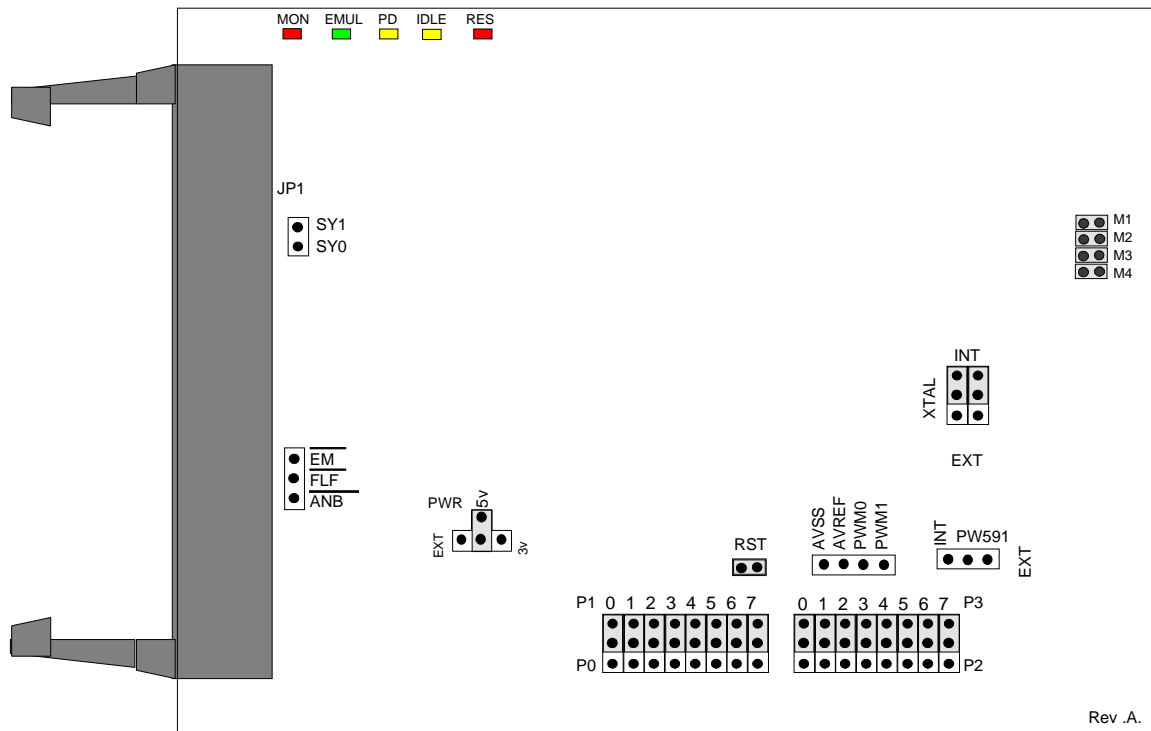 MON EMUL PD IDLE RES
JP1
SY1
SY0
M1
M2
M3
M4
INT
XTAL
EXT
EM
FLF
ANB
PWR
5v
EXT
3v
RST
AVSS
AVREF
PWM0
PWM1
INT
PW591
EXT
P1 0 1 2 3 4 5 6 7
0 1 2 3 4 5 6 7 P3
P0
P2
Rev .A.